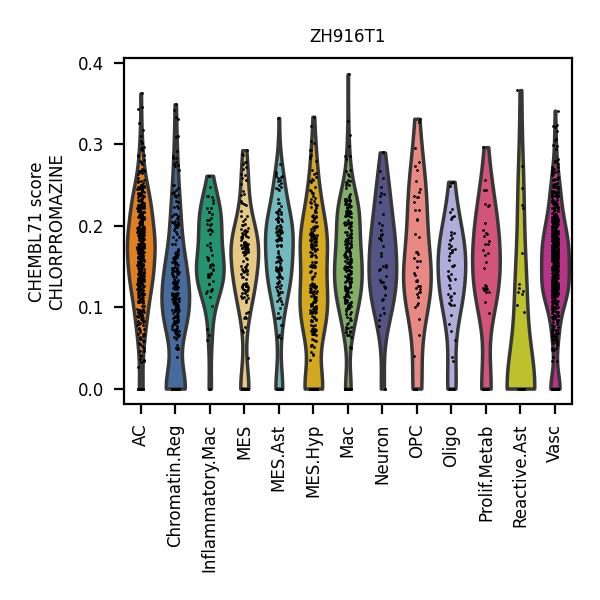 ZH916T1
CHEMBL71 score
CHLORPROMAZINE
0.4
0.3
0.2
0.1
0.0
AC
Chromatin.Reg
Inflammatory.Mac
MES
MES.Ast
MES.Hyp
Mac
Neuron
OPC
Oligo
Prolif.Metab
Reactive.Ast
Vasc